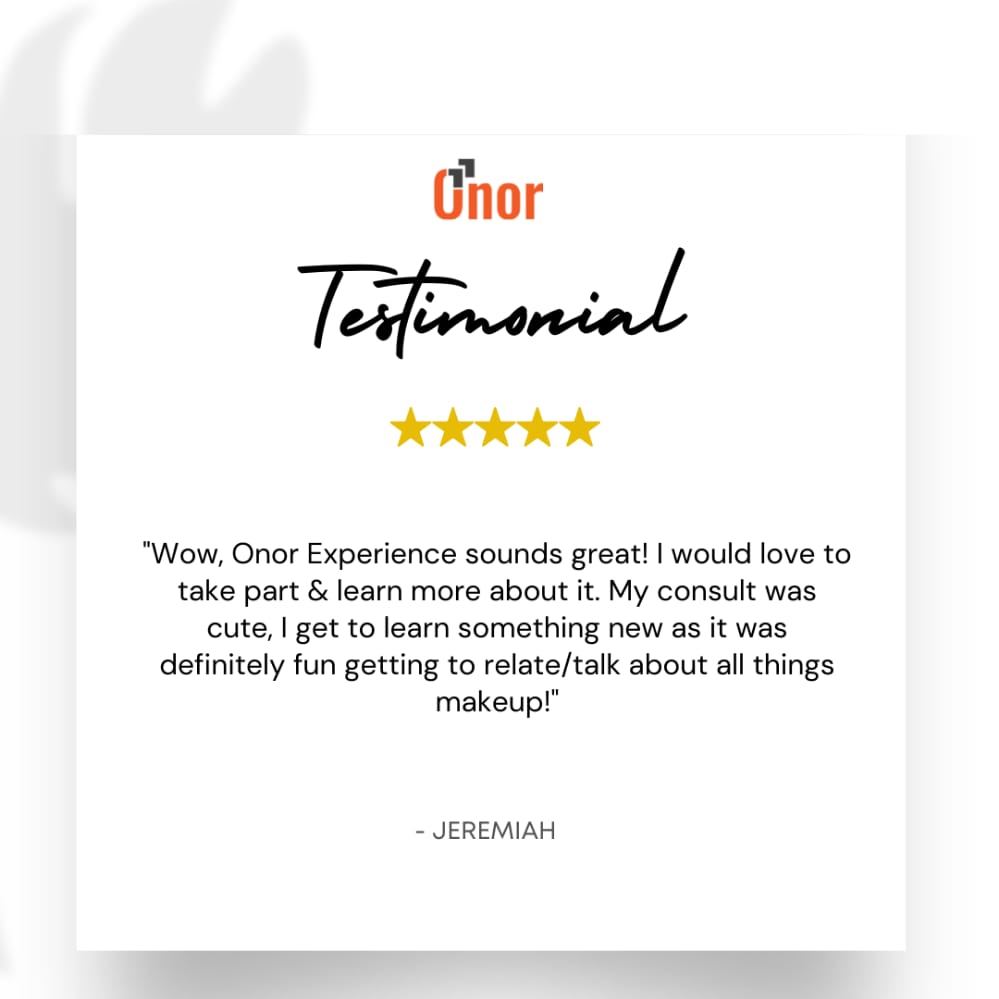 Onor
Testimonial
"Wow, Onor Experience sounds great! I would love to
take part & learn more about it. My consult was
cute, I get to learn something new as it was
definitely fun getting to relate/talk about all things
makeup!"
- JEREMIAH